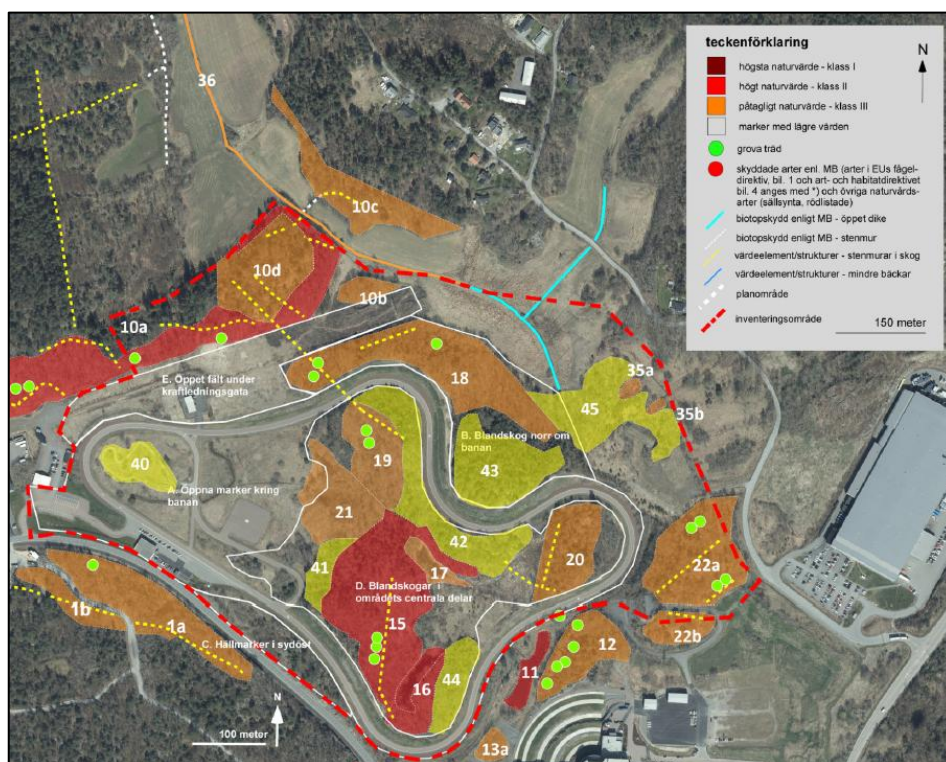 teckenförklaring
högsta naturvärde - klass I
högt naturvärde - klass II
påtagligt naturvärde - klass III
marker med lägre värden
grova träd
skyddade arter enl. MB (arter i EUs fågel-
direktiv, bil. 1 och art- och habitatdirektivet
bil. 4 anges med *) och övriga naturvårds-
arter (sällsynta, rödlistade)
biotopskydd enligt MB - öppet dike
biotopskydd enligt MB - stenmur
värdeelement/strukturer - stenmurar i skog
värdeelement/strukturer - mindre bäckar
planområde
inventeringsområde
N
150 meter
36
10c
10d
10b
10a
E. Öppet fält under
kraftledningsgata
18
35a
45
35b
B. Blandskog norr om
banan
43
19
40
A. Öppna marker kring
banan
21
42
41
17
20
22a
D. Blandskogar i
områdets centrala delar
15
1b
1a
C. Hällmarker i sydöst
22b
12
11
16
44
N
100 meter
13a